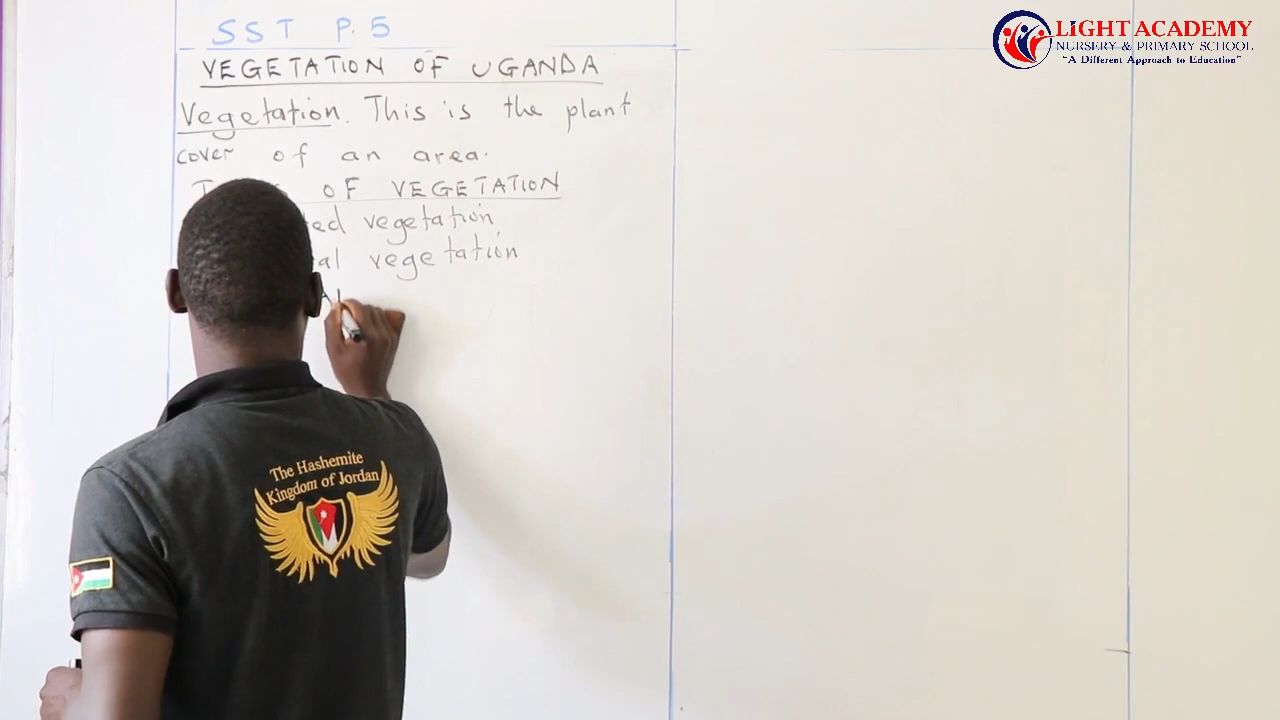 SST P.5
VEGETATION OF UGANDA
Vegetation. This is the plant
cover of an area.
OF VEGETATION
vegetation
vegetation
LIGHT ACADEMY
NURSERY & PRIMARY SCHOOL
"A Different Approach to Education"
The Hashemite
Kingdom of Jordan